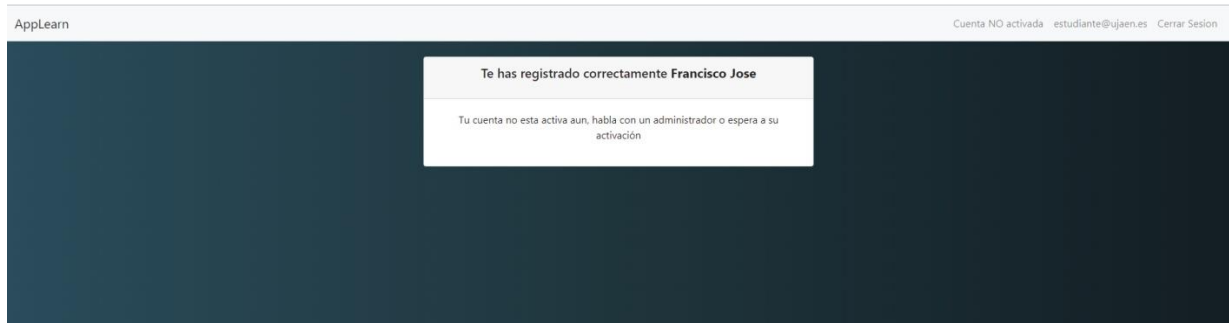 AppLearn
Cuenta NO activada estudiante@ujaen.es Cerrar Sesion
Te has registrado correctamente Francisco Jose
Tu cuenta no esta activa aun, habla con un administrador o espera a su
activación